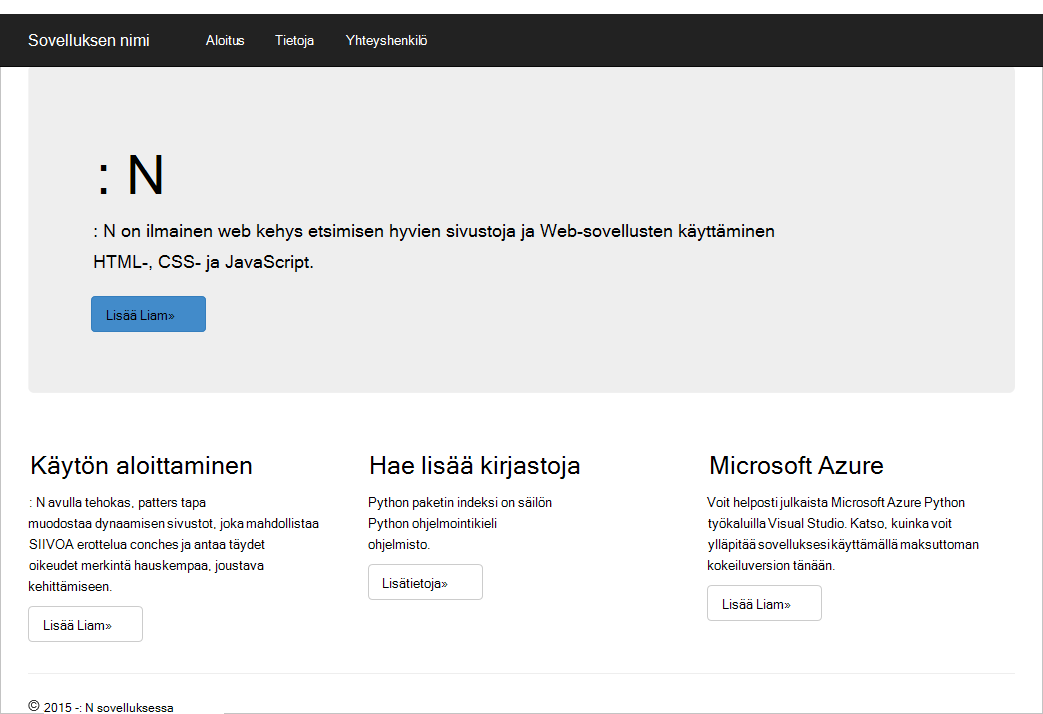 Sovelluksen nimi Aloitus Tietoja Yhteyshenkilö
: N
: N on ilmainen web kehys etsimisen hyvien sivustoja ja Web-sovellusten käyttäminen
HTML-, CSS- ja JavaScript.
Lisää Liam»
Käytön aloittaminen
: N avulla tehokas, patters tapa
muodostaa dynaamisen sivustot, joka mahdollistaa
SIIVOA erottelua conches ja antaa täydet
oikeudet merkintä hauskempaa, joustava
kehittämiseen.
Lisää Liam»
Hae lisää kirjastoja
Python paketin indeksi on säilön
Python ohjelmointikieli
ohjelmisto.
Lisätietoja»
Microsoft Azure
Voit helposti julkaista Microsoft Azure Python
työkaluilla Visual Studio. Katso, kuinka voit
ylläpitää sovelluksesi käyttämällä maksuttoman
kokeiluversion tänään.
Lisää Liam»
© 2015 -: N sovelluksessa